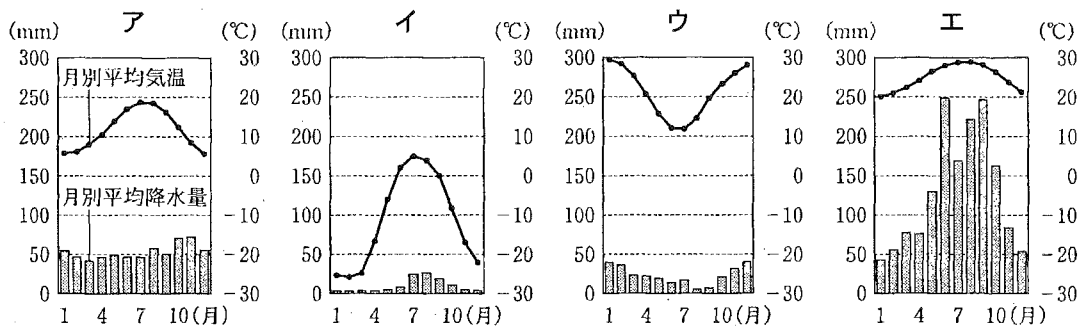 ア イ ウ エ
(mm) (℃) (mm) (℃) (mm) (℃) (mm) (℃)
300 30 300 30 300 30 300 30
月別平均気温
250 20 250 20 250 20 250 20
200 10 200 10 200 10 200 10
150 0 150 0 150 0 150 0
月別平均降水量
100 -10 100 -10 100 -10 100 -10
50 -20 50 -20 50 -20 50 -20
0 -30 0 -30 0 -30 0 -30
1 4 7 10(月) 1 4 7 10(月) 1 4 7 10(月) 1 4 7 10(月)